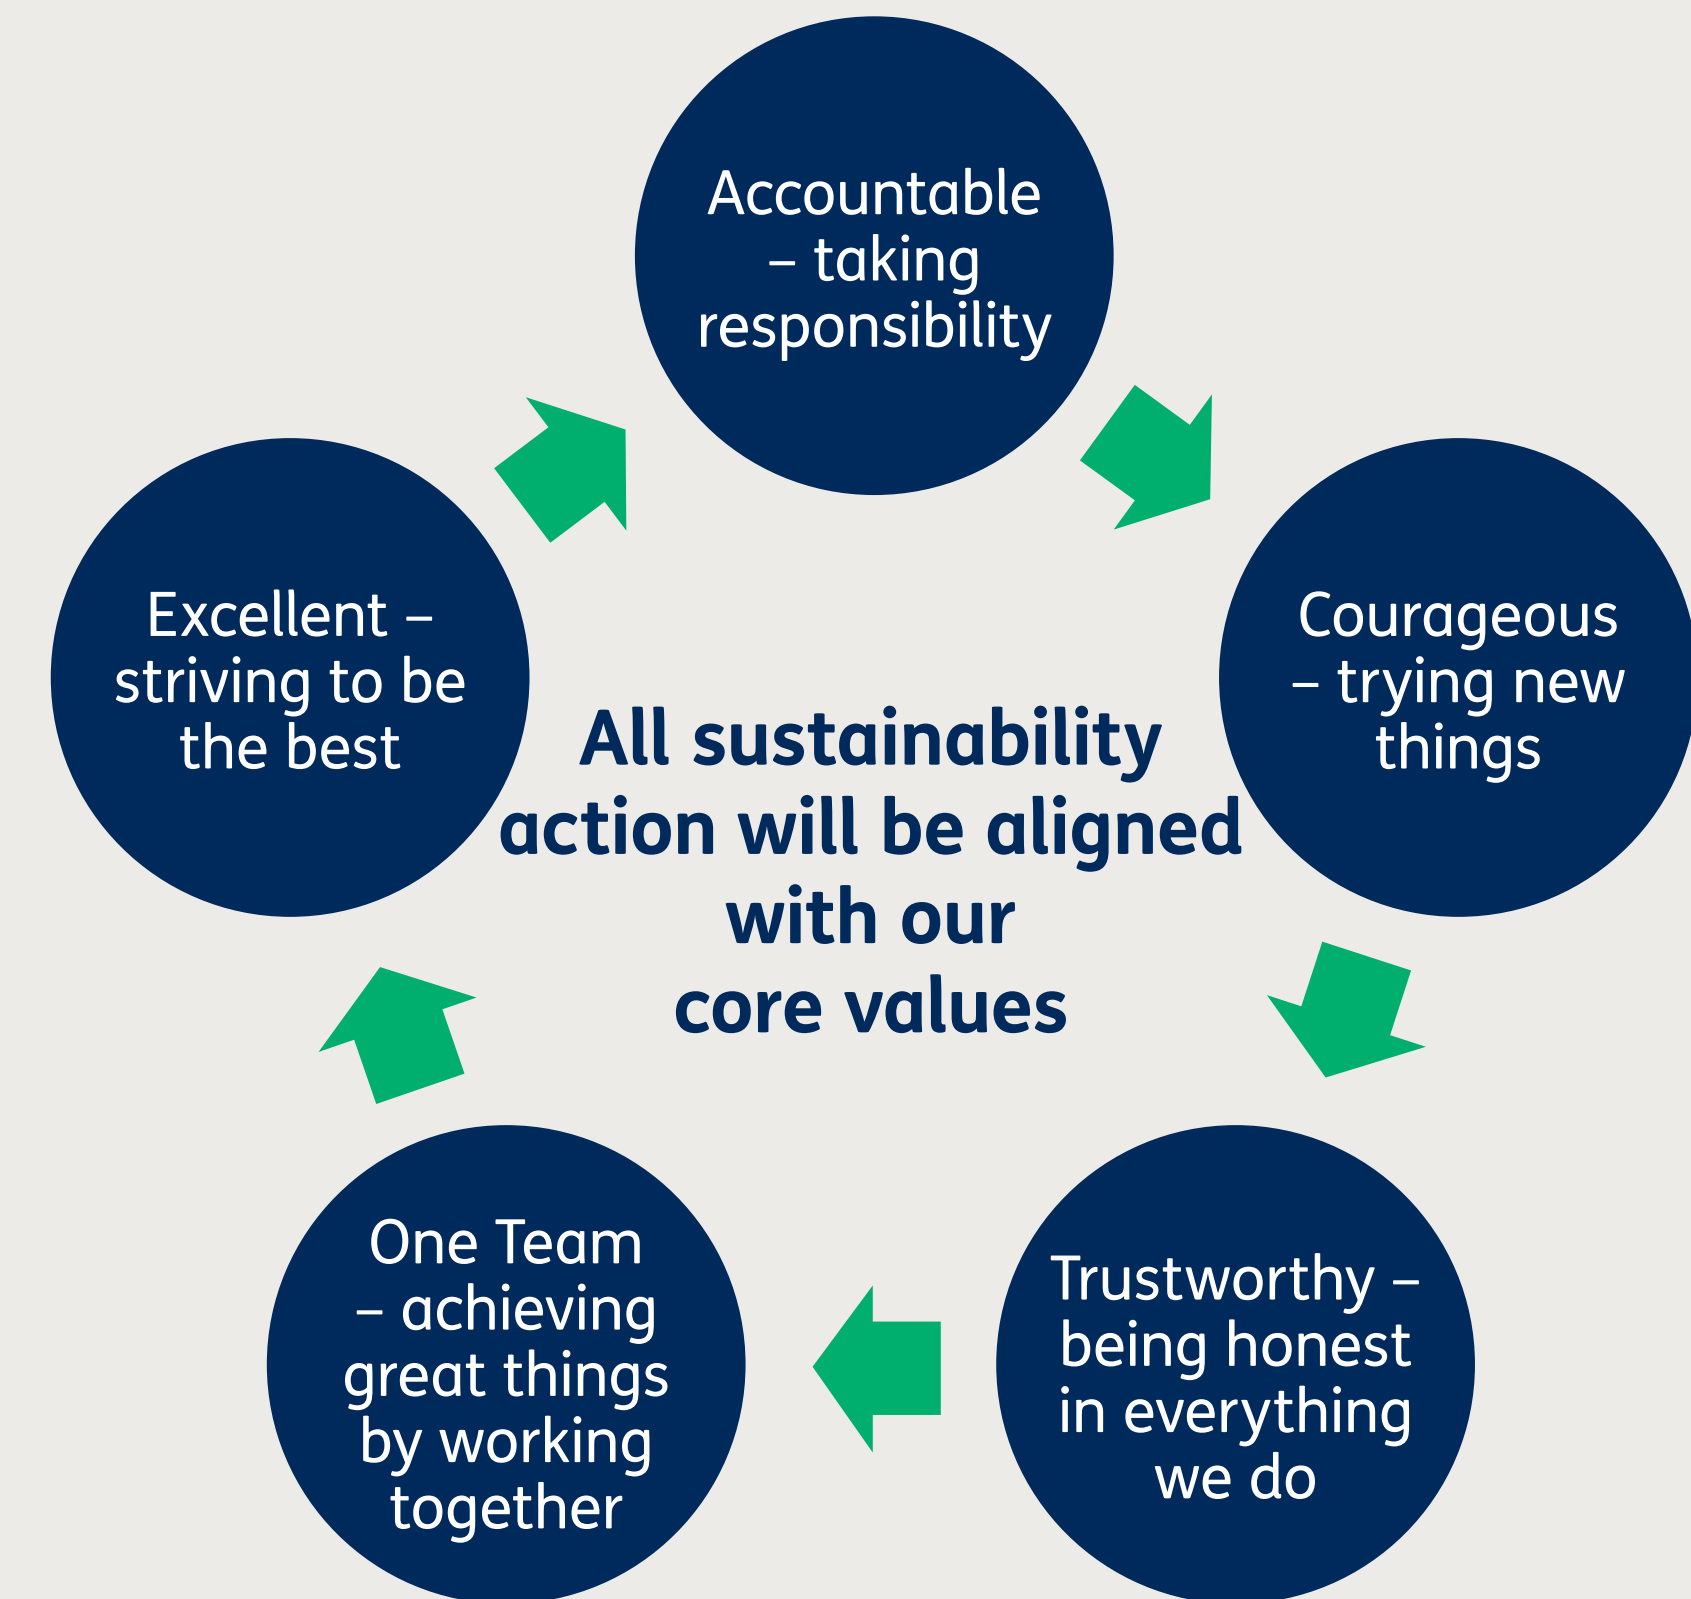 Accountable
– taking
responsibility
Courageous
– trying new
things
Trustworthy –
being honest
in everything
we do
One Team
– achieving
great things
by working
together
Excellent –
striving to be
the best
All sustainability
action will be aligned
with our
core values